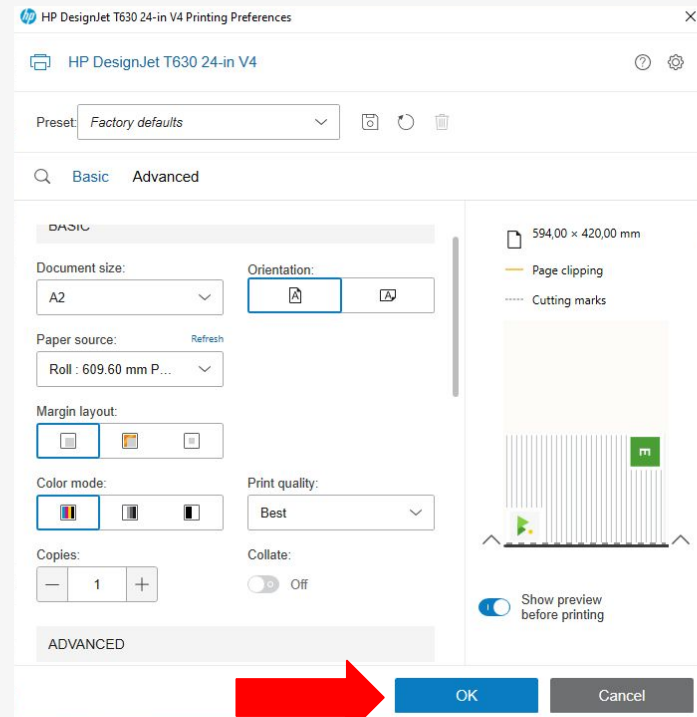 HP DesignJet T630 24-in V4 Printing Preferences
HP DesignJet T630 24-in V4
Preset: Factory defaults
Basic Advanced
BASIC
594,00 × 420,00 mm
Page clipping
Cutting marks
Document size:
A2
Orientation:
Paper source: Refresh
Roll : 609.60 mm P...
Margin layout:
Color mode:
Print quality:
Best
Copies:
1
Collate:
Off
Show preview
before printing
ADVANCED
OK Cancel